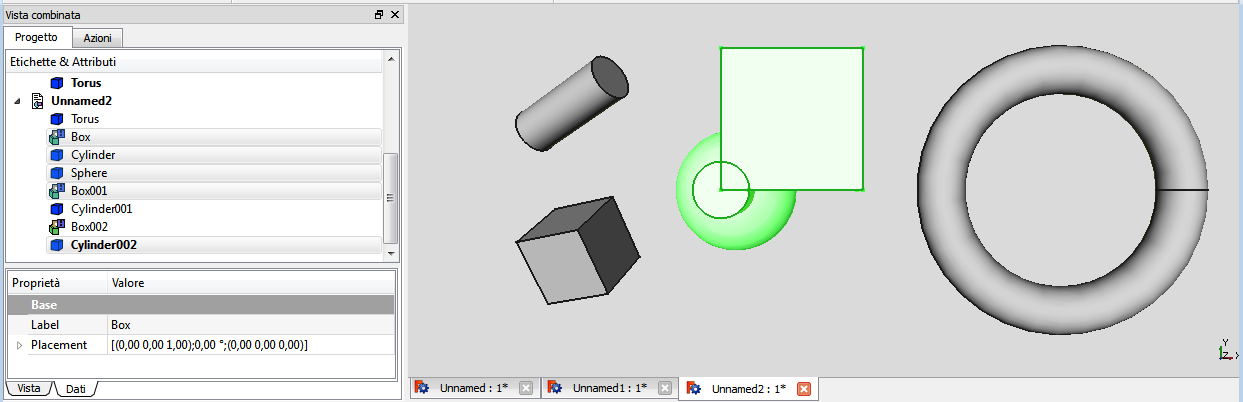 Vista combinata
Progetto Azioni
Etichette & Attributi
Torus
Unnamed2
Torus
Box
Cylinder
Sphere
Box001
Cylinder001
Box002
Cylinder002
Proprietà Valore
Base
Label Box
Placement [(0,00 0,00 1,00);0,00 °;(0,00 0,00 0,00)]
Vista Dati
Unnamed : 1* Unnamed1 : 1* Unnamed2 : 1*
Y
Z X